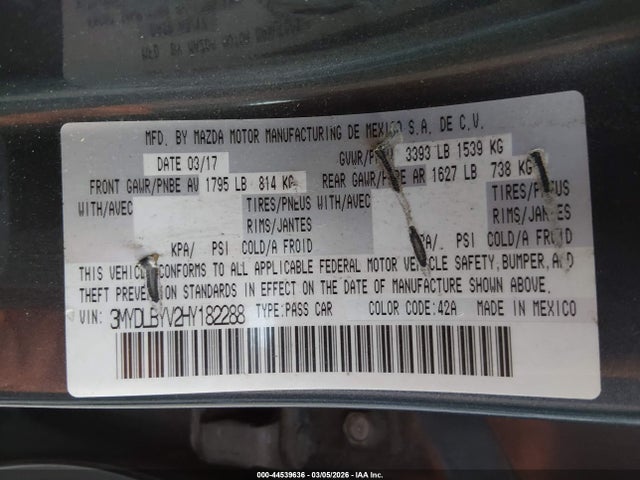 MFD. BY MAZDA MOTOR MANUFACTURING DE MEXICO S.A. DE C.V.
DATE 03/17 GVWR/PNBV 3393 LB 1539 KG
FRONT GAWR/PNBE AV 1795 LB 814 KG REAR GAWR/PNBE AR 1627 LB 738 KG
WITH/AVEC TIRES/PNEUS WITH/AVEC TIRES/PNEUS
RIMS/JANTES RIMS/JANTES
KPA/ PSI COLD/A FROID KPA/. PSI COLD/A FROID
THIS VEHICLE CONFORMS TO ALL APPLICABLE FEDERAL MOTOR VEHICLE SAFETY, BUMPER, AND
THEFT PREVENTION STANDARDS IN EFFECT ON THE DATE OF MANUFACTURE SHOWN ABOVE.
VIN: 3MYDLBYV2HY182288 TYPE:PASS CAR COLOR CODE:42A MADE IN MEXICO
000-44539636 - 03/05/2026 - IAA Inc.